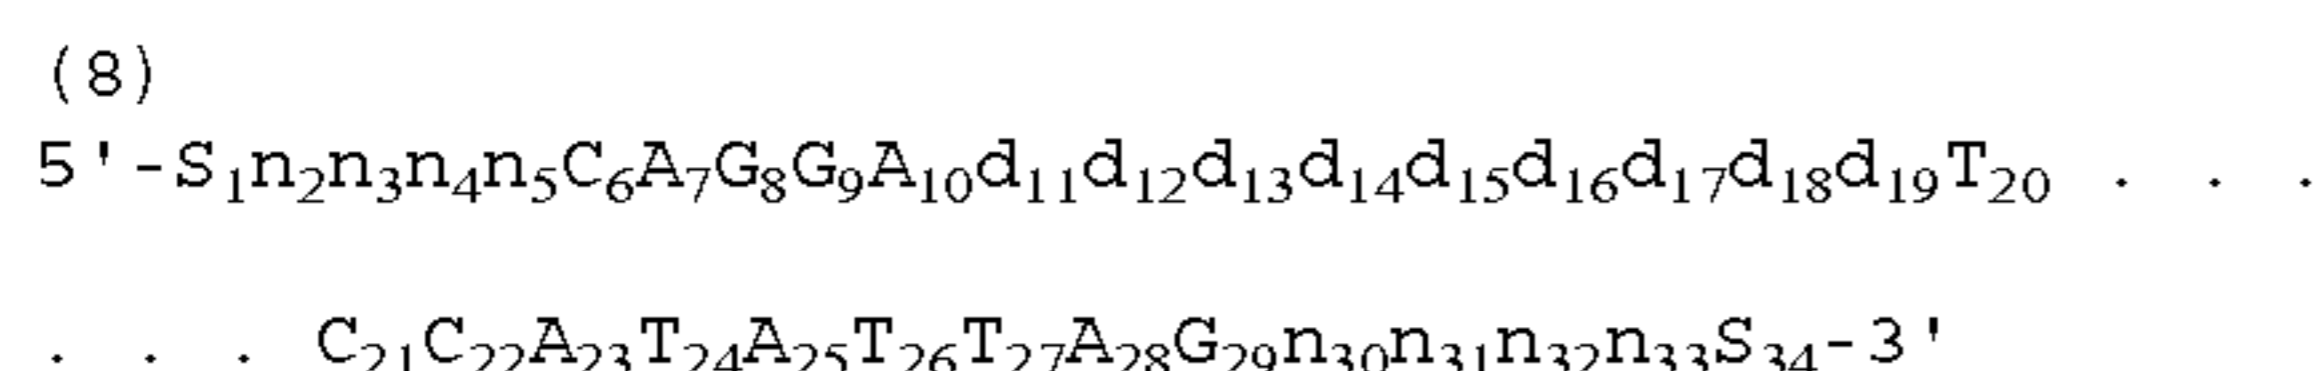 (8)
5'-S₁n₂n₃n₄n₅C₆A₇G₈G₉A₁₀d₁₁d₁₂d₁₃d₁₄d₁₅d₁₆d₁₇d₁₈d₁₉T₂₀ . . .
. . . C₂₁C₂₂A₂₃T₂₄A₂₅T₂₆T₂₇A₂₈G₂₉n₃₀n₃₁n₃₂n₃₃S₃₄-3'